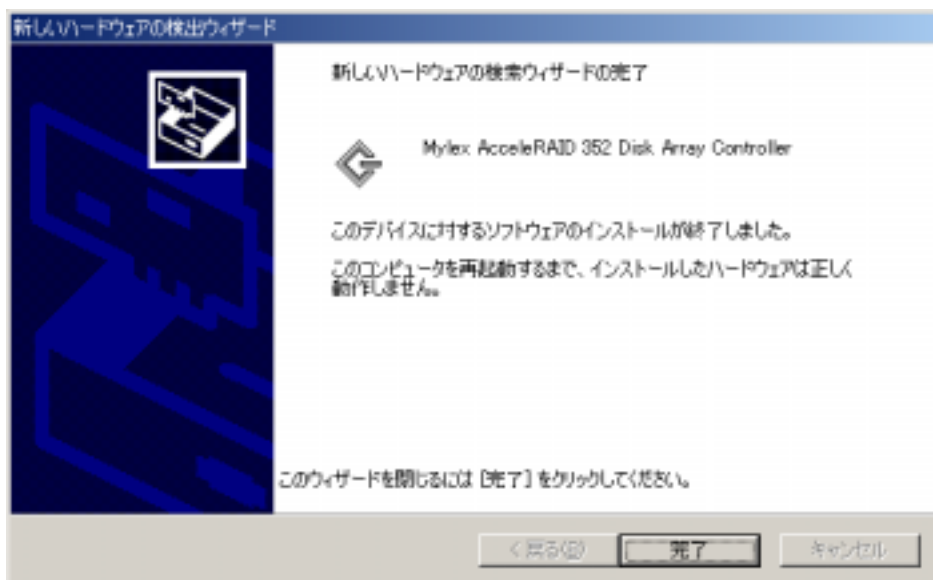 新しいハードウェアの検出ウィザード
新しいハードウェアの検索ウィザードの完了
Mylex AcceleRAID 352 Disk Array Controller
このデバイスに対するソフトウェアのインストールが終了しました。
このコンピュータを再起動するまで、インストールしたハードウェアは正しく
動作しません。
このウィザードを閉じるには [完了] をクリックしてください。
< 戻る(B)
完了
キャンセル